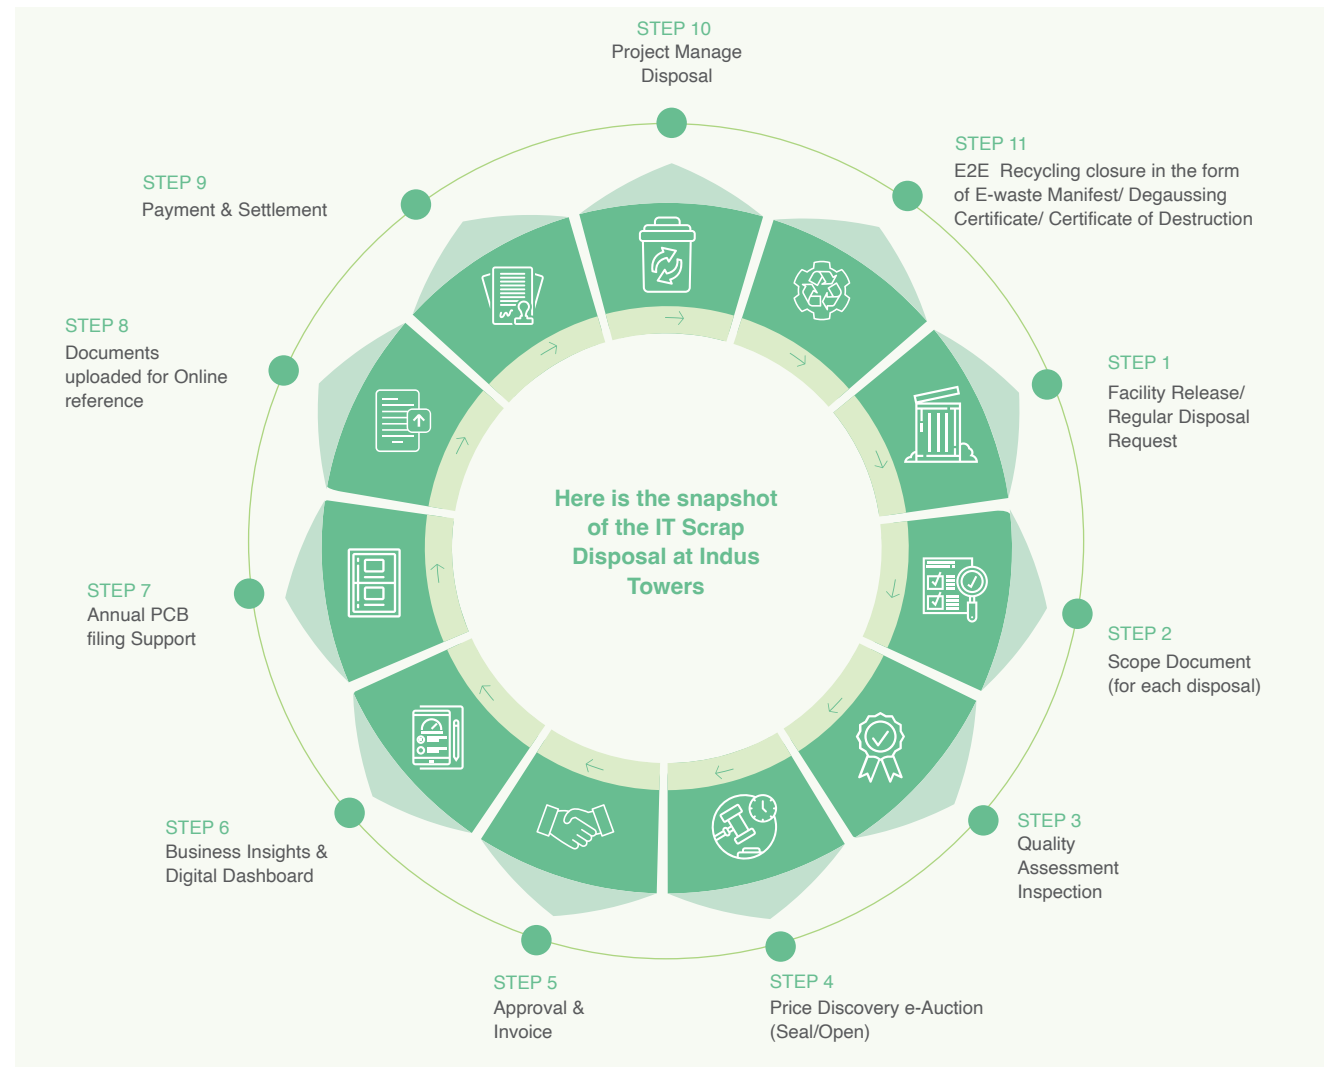 STEP 10
Project Manage
Disposal
STEP 11
E2E  Recycling closure in the form
of E-waste Manifest/ Degaussing
Certificate/ Certificate of Destruction
STEP 1
Facility Release/
Regular Disposal
Request
STEP 2
Scope Document
(for each disposal)
STEP 3
Quality
Assessment
Inspection
STEP 4
Price Discovery e-Auction
(Seal/Open)
STEP 5
Approval &
Invoice
STEP 6
Business Insights &
Digital Dashboard
STEP 7
Annual PCB
filing Support
STEP 8
Documents
uploaded for Online
reference
STEP 9
Payment & Settlement
Here is the snapshot
of the IT Scrap
Disposal at Indus
Towers